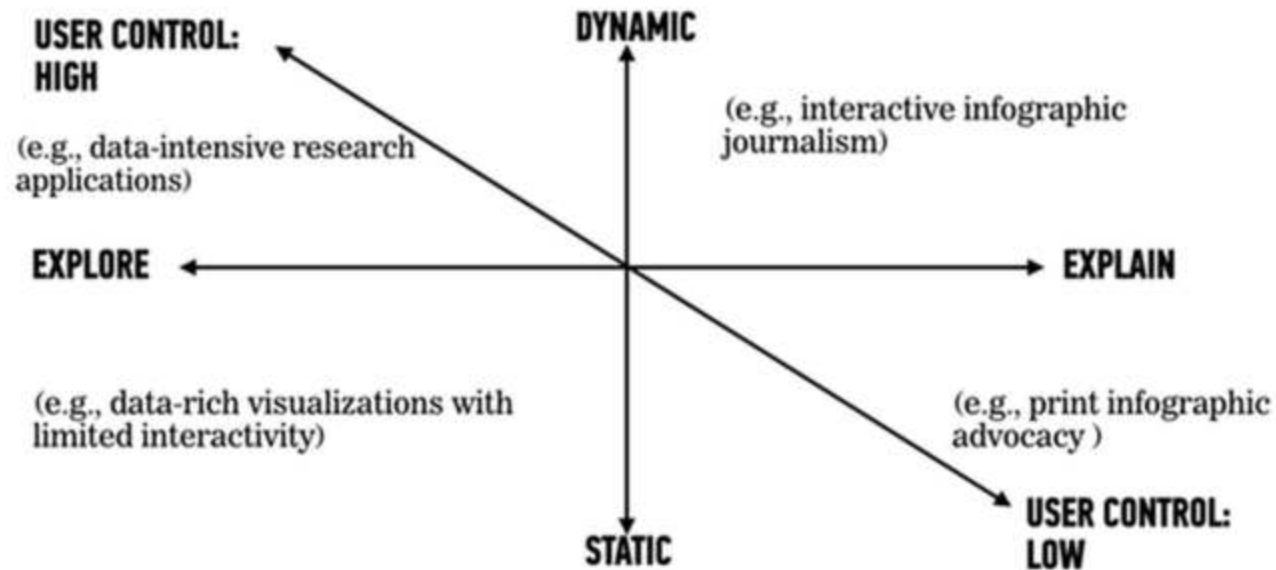 USER CONTROL:
HIGH
DYNAMIC
(e.g., interactive infographic
journalism)
(e.g., data-intensive research
applications)
EXPLORE
EXPLAIN
(e.g., data-rich visualizations with
limited interactivity)
(e.g., print infographic
advocacy )
USER CONTROL:
LOW
STATIC